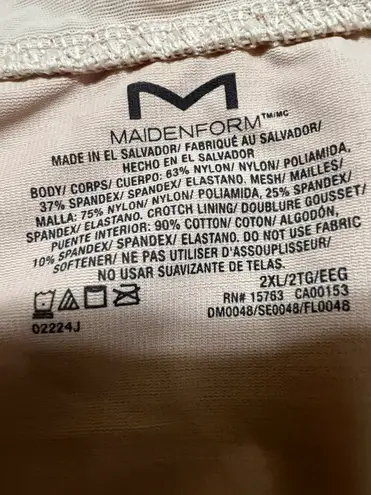 M
MAIDENFORM™/MC
MADE IN EL SALVADOR/ FABRIQUÉ AU SALVADOR/
HECHO EN EL SALVADOR
BODY/ CORPS/ CUERPO: 63% NYLON/ NYLON/ POLIAMIDA,
37% SPANDEX/ SPANDEX/ ELASTANO. MESH/ MAILLES/
MALLA: 75% NYLON/ NYLON/ POLIAMIDA, 25% SPANDEX/
SPANDEX/ ELASTANO. CROTCH LINING/ DOUBLURE GOUSSET/
PUENTE INTERIOR: 90% COTTON/ COTON/ ALGODÓN,
10% SPANDEX/ SPANDEX/ ELASTANO. DO NOT USE FABRIC
SOFTENER/ NE PAS UTILISER D'ASSOUPLISSEUR/
NO USAR SUAVIZANTE DE TELAS.
2XL/2TG/EEG
RN# 15763 CA00153
02224J
DM0048/SE0048/FL0048